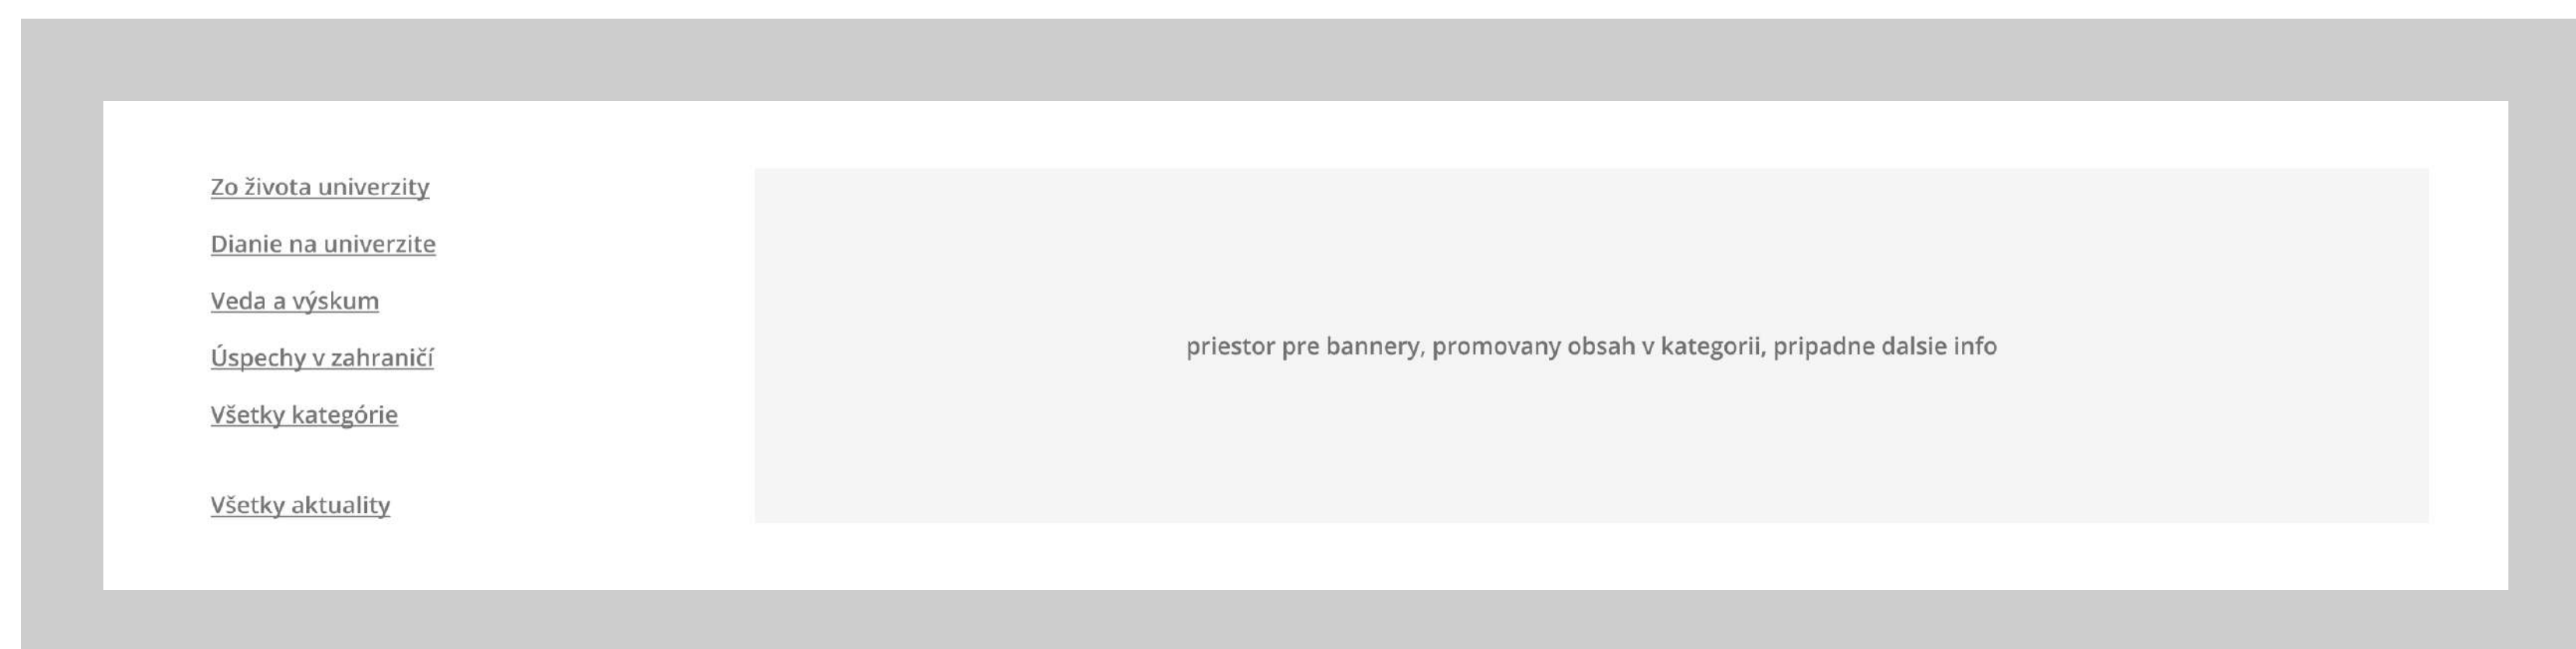 Zo života univerzity
Dianie na univerzite
Veda a výskum
Úspechy v zahraničí
Všetky kategórie
Všetky aktuality
priestor pre bannery, promovany obsah v kategorii, pripadne dalsie info